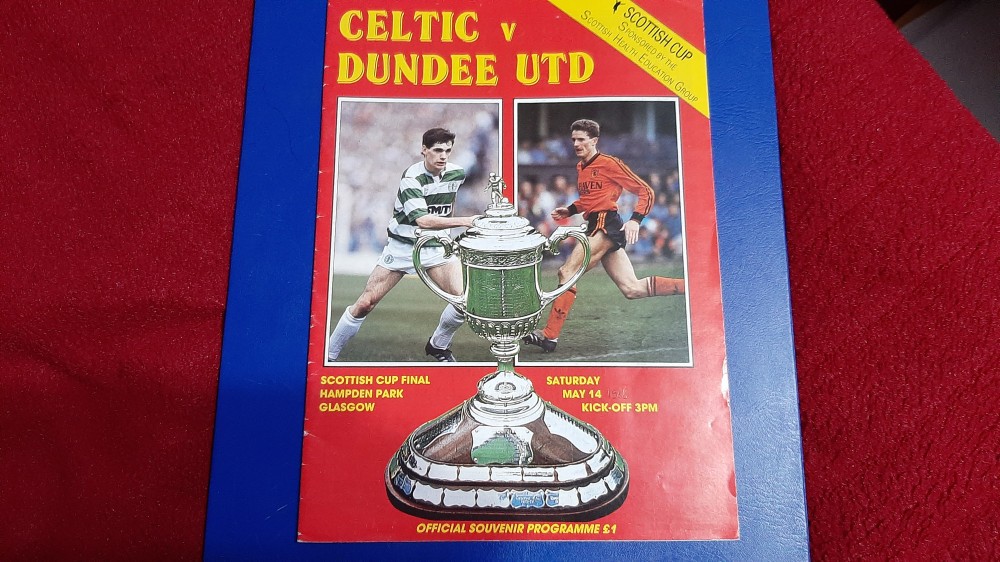 CELTIC V
DUNDEE UTD
SCOTTISH CUP
SPONSORED BY THE
SCOTTISH HEALTH EDUCATION GROUP
SCOTTISH CUP FINAL
HAMPDEN PARK
GLASGOW
SATURDAY
MAY 14
KICK-OFF 3PM
OFFICIAL SOUVENIR PROGRAMME £1